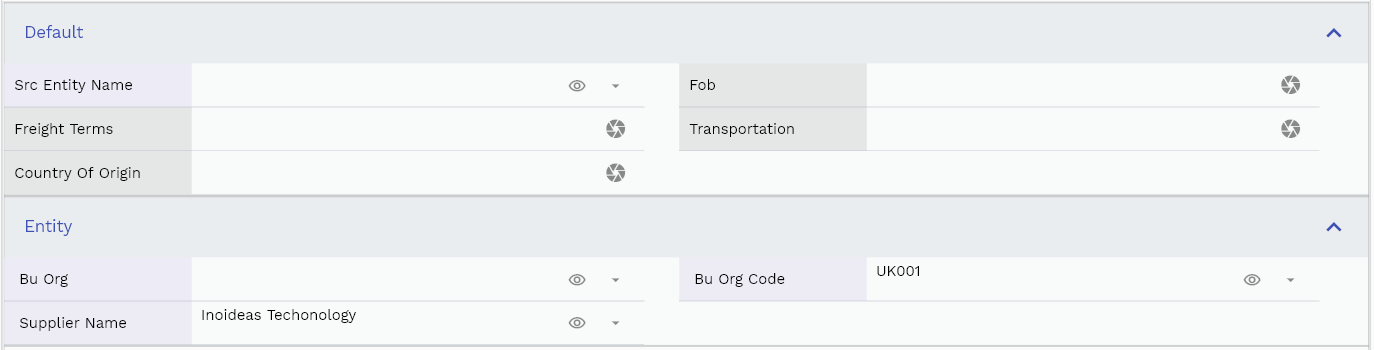 Default
Src Entity Name
Fob
Freight Terms
Transportation
Country Of Origin
Entity
Bu Org
Bu Org Code UK001
Supplier Name Inoideas Techonology